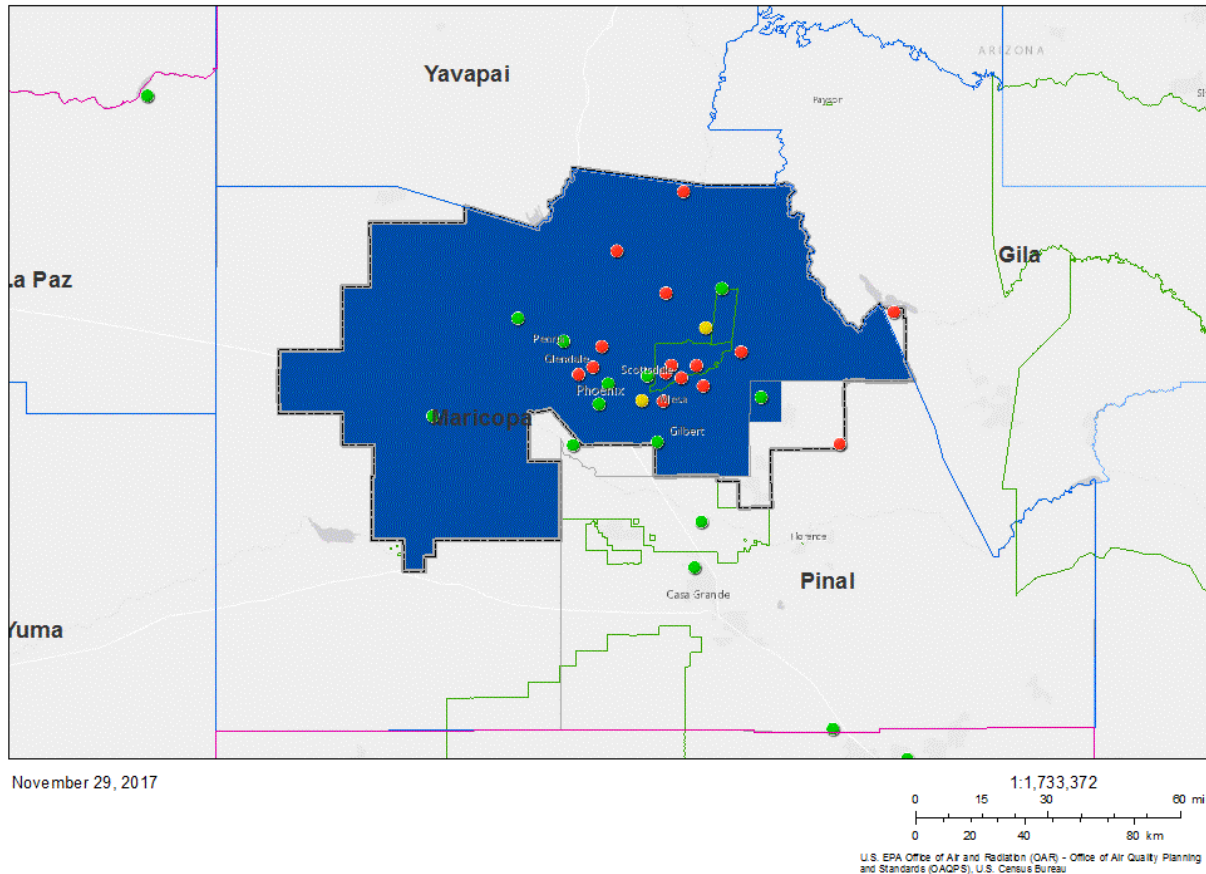 ARIZONA
Yavapai
Payson
Gila
La Paz
Peoria
Glendale
Scottsdale
Phoenix
Mesa
Maricopa
Gilbert
Florence
Pinal
Casa Grande
Yuma
November 29, 2017
1:1,733,372
0 15 30 60 mi
0 20 40 80 km
U.S. EPA Office of Air and Radiation (OAR) - Office of Air Quality Planning
and Standards (OAQPS), U.S. Census Bureau